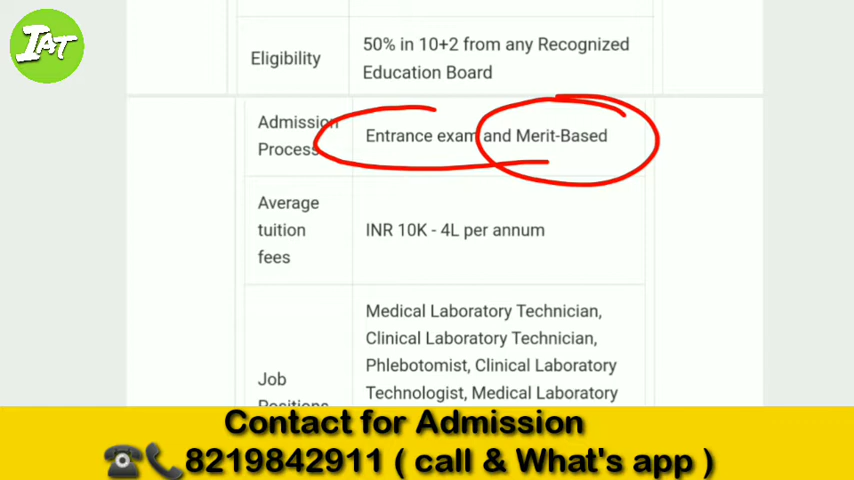 IAT
Eligibility
50% in 10+2 from any Recognized
Education Board
Admission
Process
Entrance exam and Merit-Based
Average
tuition
fees
INR 10K - 4L per annum
Job
Positions
Medical Laboratory Technician,
Clinical Laboratory Technician,
Phlebotomist, Clinical Laboratory
Technologist, Medical Laboratory
Contact for Admission
8219842911 ( call & What's app )